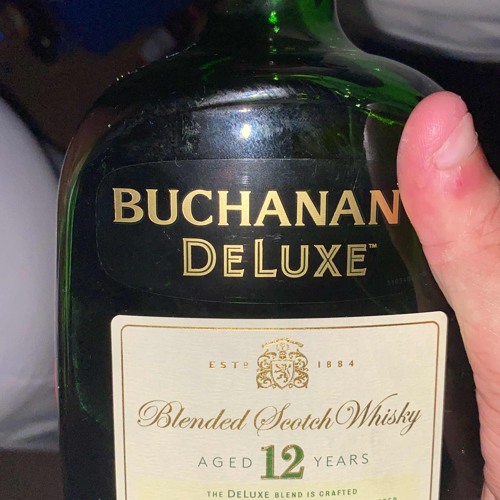 BUCHANAN
DELUXE™
ESTD 1884
Blended Scotch Whisky
AGED 12 YEARS
THE DELUXE BLEND IS CRAFTED